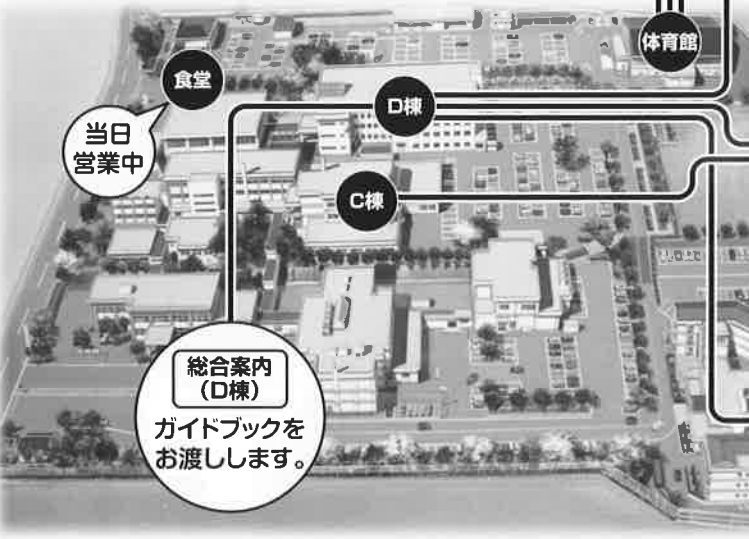 体育館
食堂
当日
営業中
D棟
C棟
総合案内
（D棟）
ガイドブックを
お渡しします。